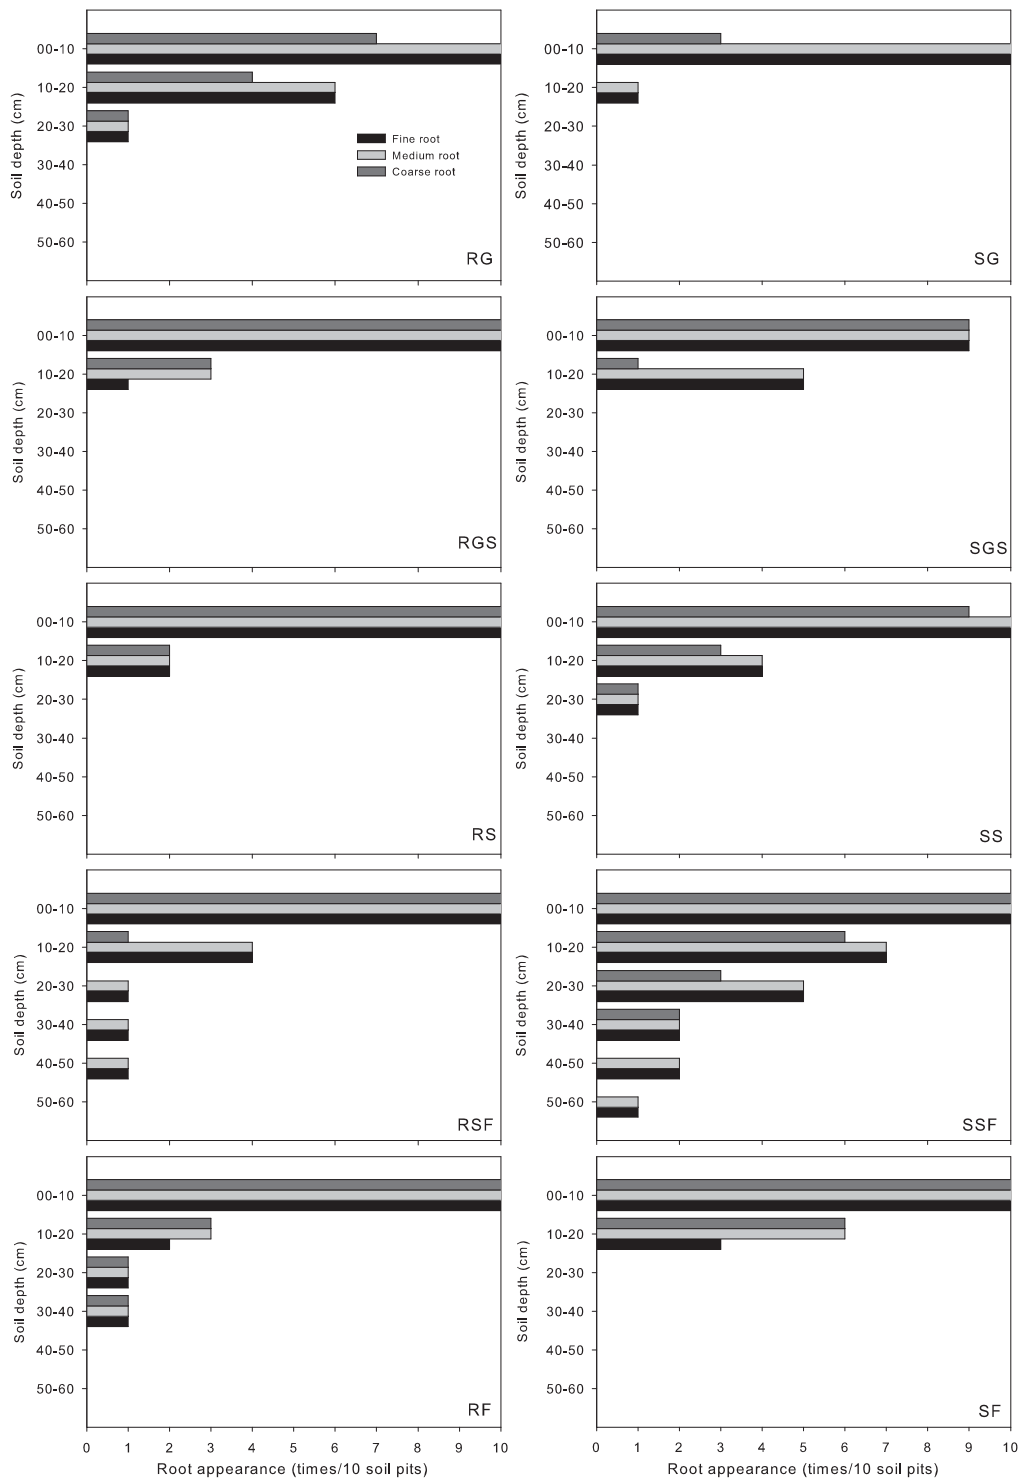 00-10
10-20
20-30
30-40
40-50
50-60
Soil depth (cm)
Fine root
Medium root
Coarse root
RG
00-10
10-20
20-30
30-40
40-50
50-60
Soil depth (cm)
SG
00-10
10-20
20-30
30-40
40-50
50-60
Soil depth (cm)
RGS
00-10
10-20
20-30
30-40
40-50
50-60
Soil depth (cm)
SGS
00-10
10-20
20-30
30-40
40-50
50-60
Soil depth (cm)
RS
00-10
10-20
20-30
30-40
40-50
50-60
Soil depth (cm)
SS
00-10
10-20
20-30
30-40
40-50
50-60
Soil depth (cm)
RSF
00-10
10-20
20-30
30-40
40-50
50-60
Soil depth (cm)
SSF
00-10
10-20
20-30
30-40
40-50
50-60
Soil depth (cm)
RF
0 1 2 3 4 5 6 7 8 9 10
Root appearance (times/10 soil pits)
00-10
10-20
20-30
30-40
40-50
50-60
Soil depth (cm)
SF
0 1 2 3 4 5 6 7 8 9 10
Root appearance (times/10 soil pits)